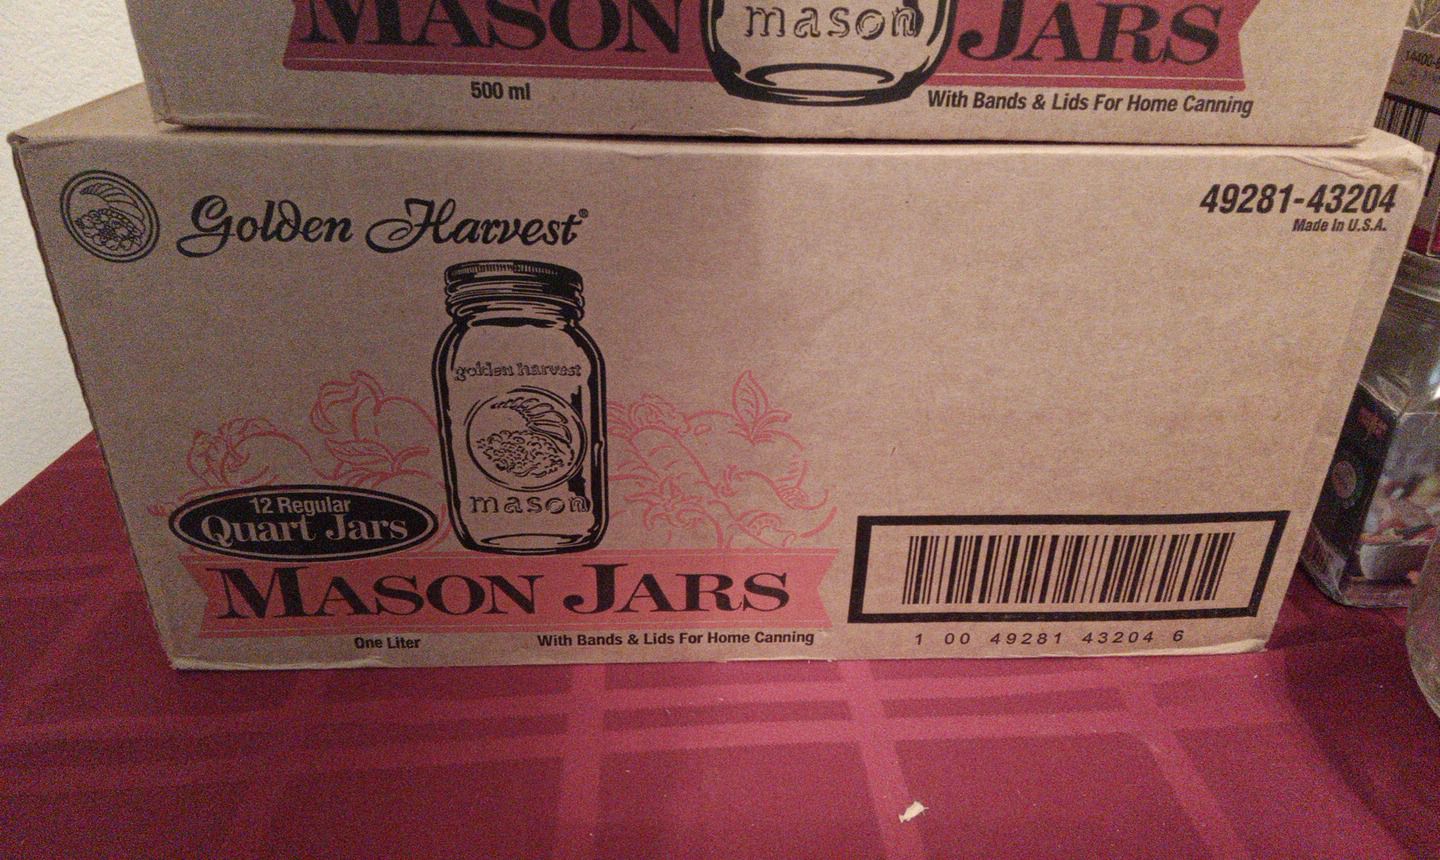 MASON JARS
mason
500 ml
With Bands & Lids For Home Canning
Golden Harvest®
49281-43204
Made in U.S.A.
golden harvest
mason
12 Regular
Quart Jars
MASON JARS
One Liter
With Bands & Lids For Home Canning
1 00 49281 43204 6